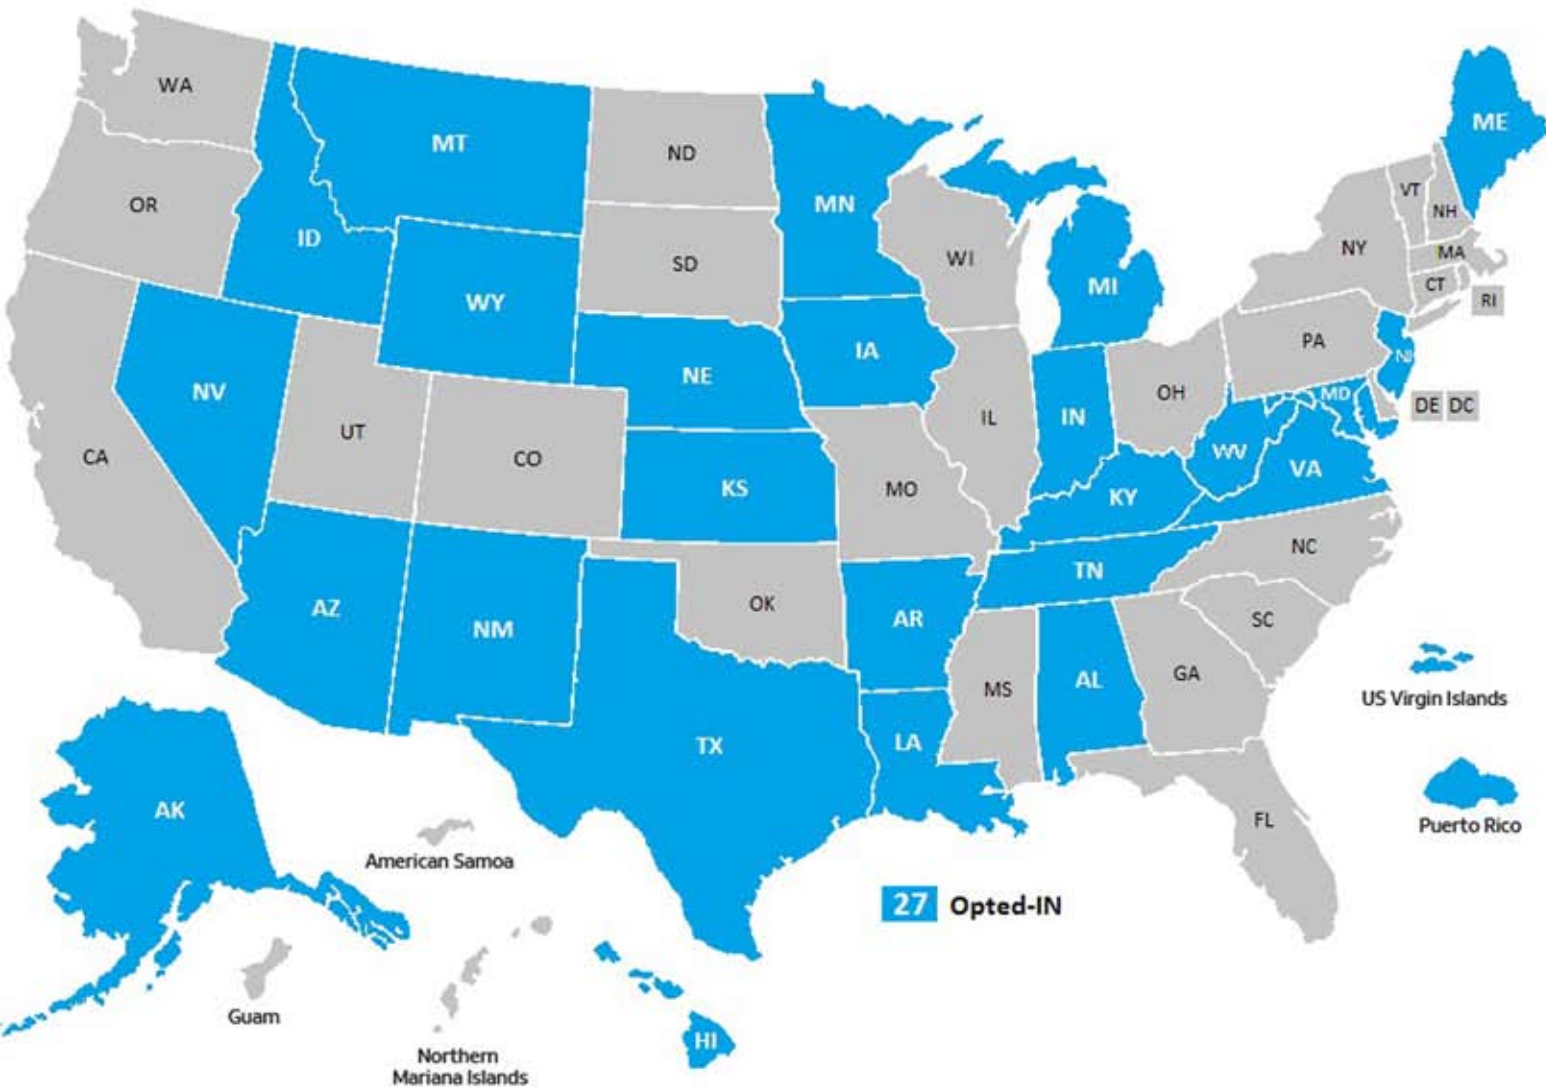 WA
MT
ND
MN
ME
OR
ID
SD
WI
MI
NY
VT
NH
MA
CT
RI
WY
NV
NE
IA
PA
NJ
CA
UT
CO
KS
MO
IL
IN
OH
MD
DE
DC
WV
VA
KY
NC
TN
AZ
NM
OK
AR
SC
TX
LA
MS
AL
GA
FL
US Virgin Islands
Puerto Rico
AK
American Samoa
27 Opted-IN
Guam
Northern
Mariana Islands
HI